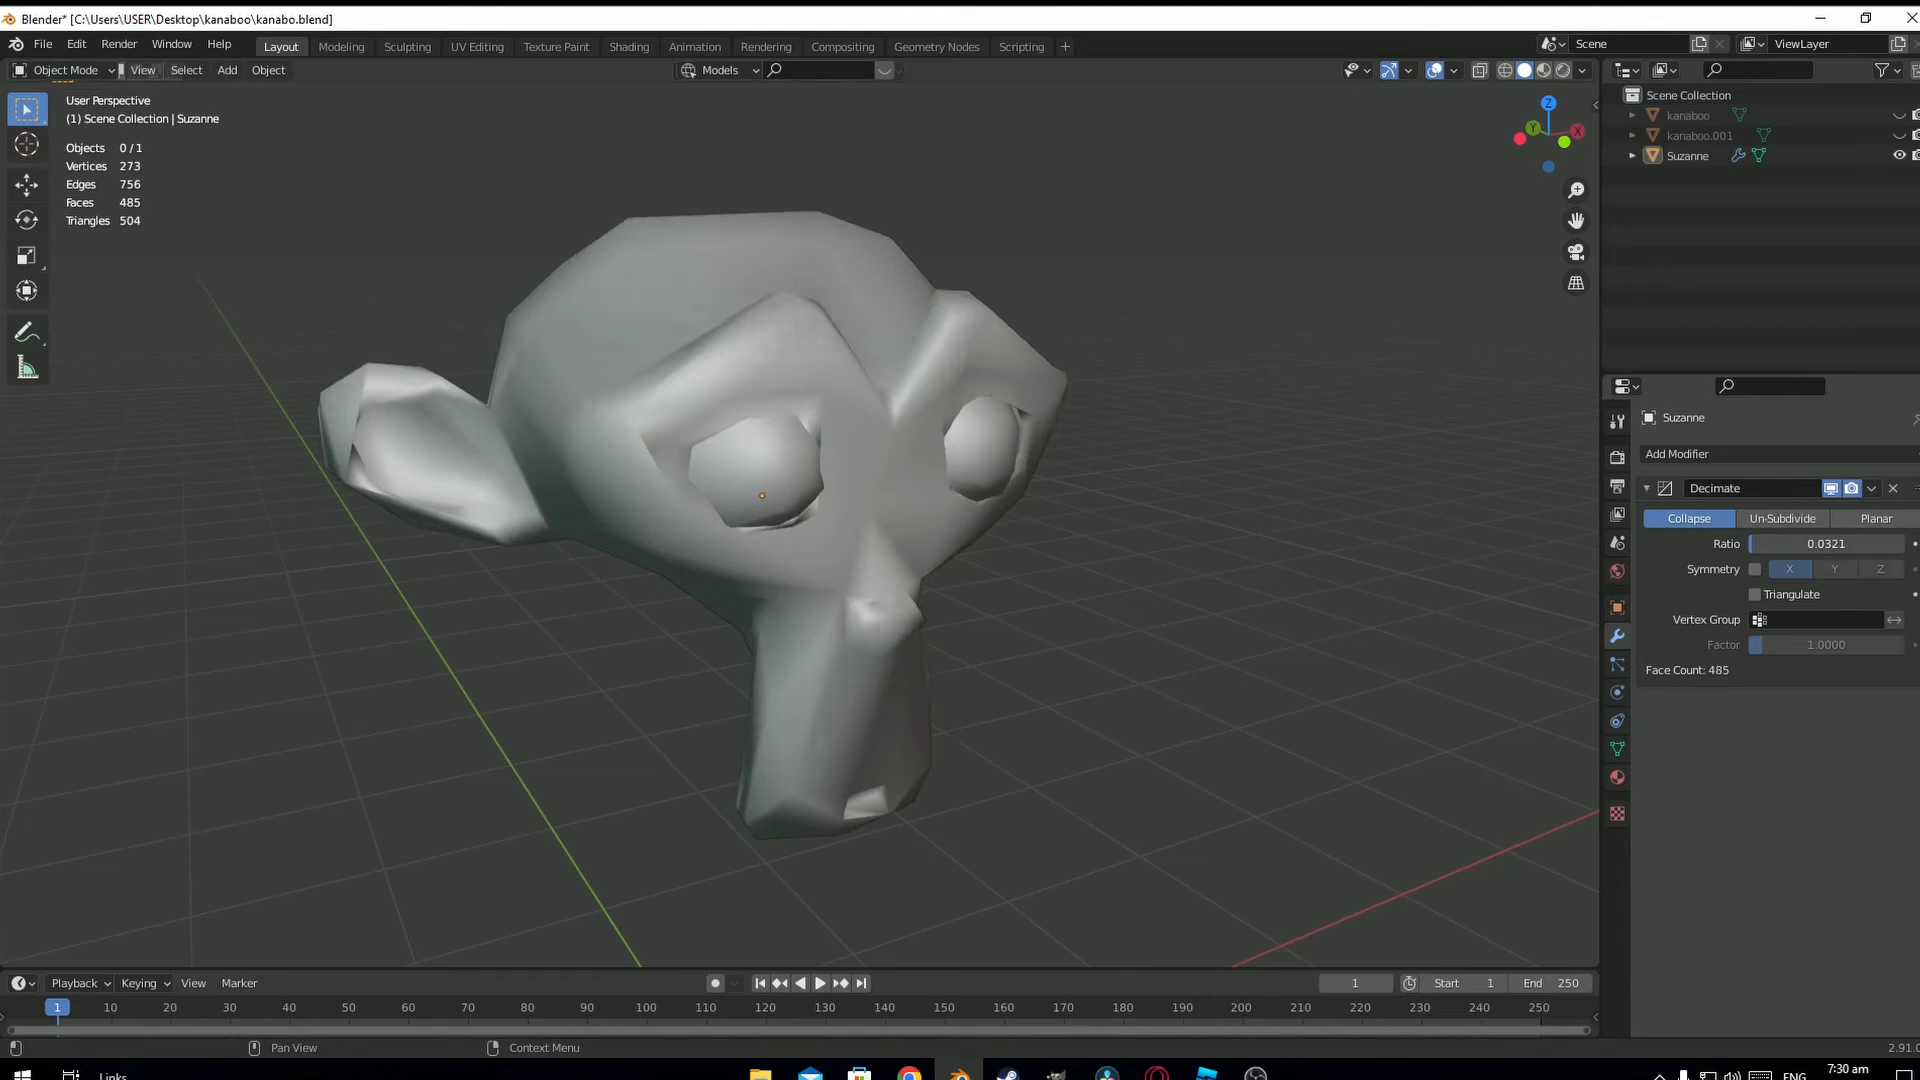 Blender* [C:\Users\USER\Desktop\kanaboo\kanabo.blend]
File Edit Render Window Help Layout Modeling Sculpting UV Editing Texture Paint Shading Animation Rendering Compositing Geometry Nodes Scripting + Scene ViewLayer
Object Mode View Select Add Object Models
User Perspective
(1) Scene Collection | Suzanne
Objects 0 / 1
Vertices 273
Edges 756
Faces 485
Triangles 504
Z
Y
X
Scene Collection
kanaboo
kanaboo.001
Suzanne
Suzanne
Add Modifier
Decimate
Collapse Un-Subdivide Planar
Ratio 0.0321
Symmetry X Y Z
Triangulate
Vertex Group
Factor 1.0000
Face Count: 485
Playback Keying View Marker 1 Start 1 End 250
1 10 20 30 40 50 60 70 80 90 100 110 120 130 140 150 160 170 180 190 200 210 220 230 240 250
Pan View Context Menu 2.91.0
Links ENG 7:30 am